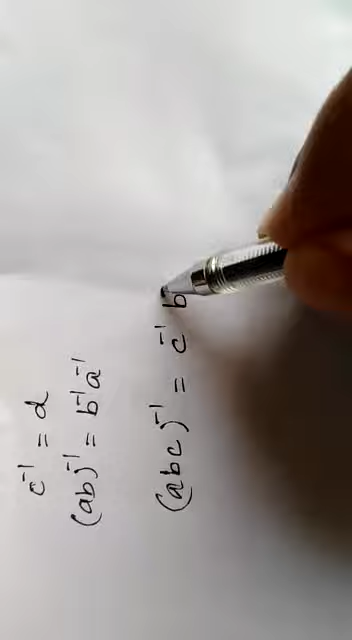 c⁻¹ = d
(ab)⁻¹ = b⁻¹a⁻¹
(abc)⁻¹ = c⁻¹ b